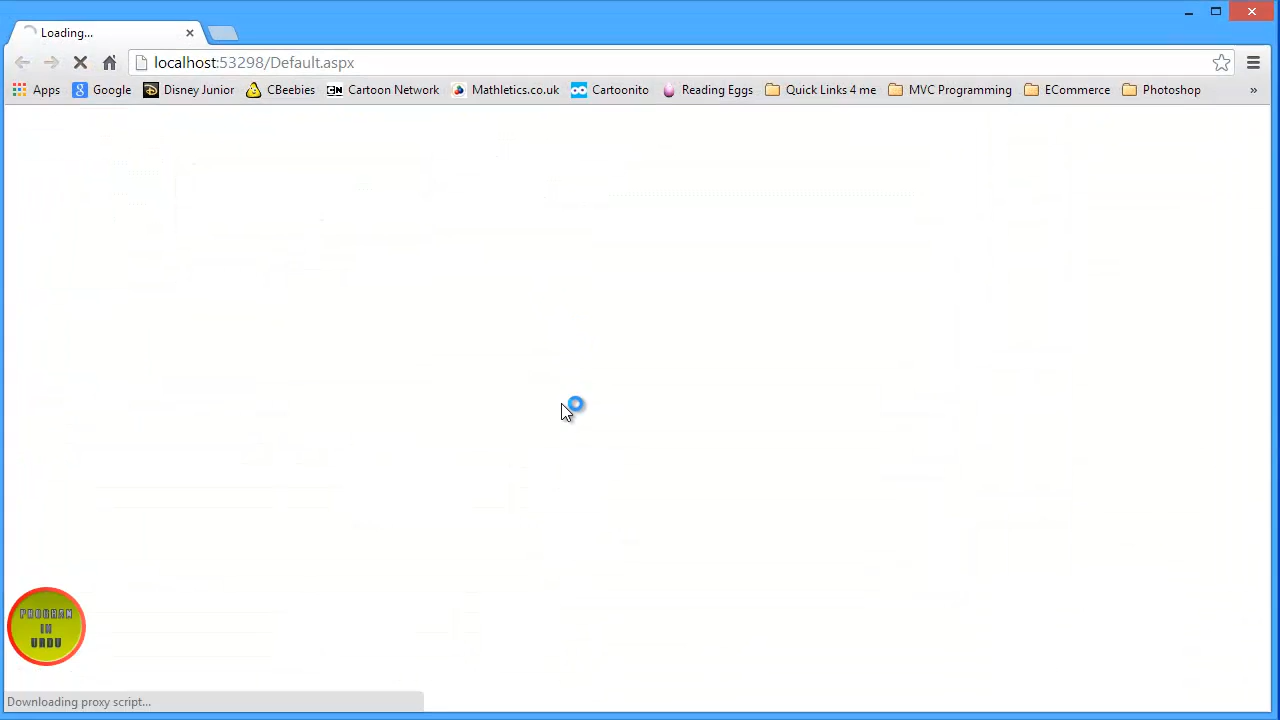 Loading...
localhost:53298/Default.aspx
Apps Google Disney Junior CBeebies Cartoon Network Mathletics.co.uk Cartoonito Reading Eggs Quick Links 4 me MVC Programming ECommerce Photoshop »
PROGRAM
IN
URDU
Downloading proxy script...